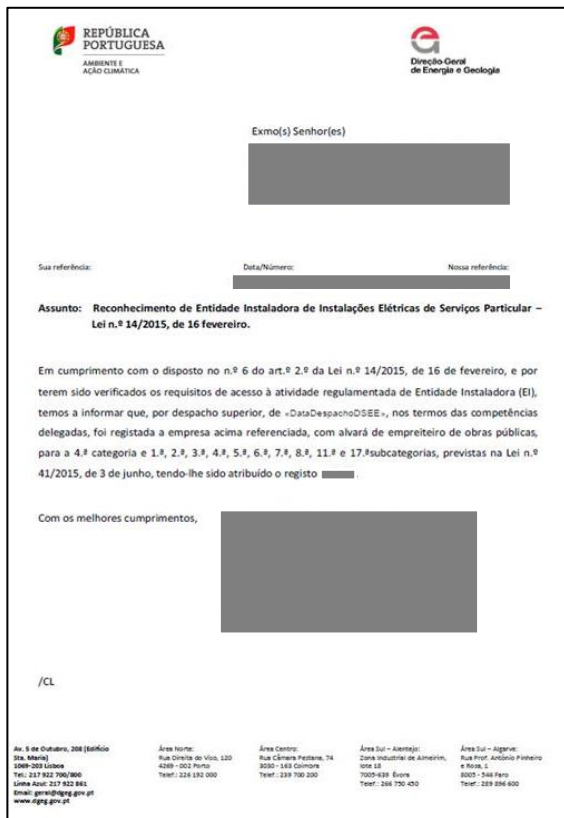 REPÚBLICA
PORTUGUESA
AMBIENTE E
AÇÃO CLIMÁTICA
Direção-Geral
de Energia e Geologia
Exmo(s) Senhor(es)
Sua referência: Data/Número: Nossa referência:
Assunto: Reconhecimento de Entidade Instaladora de Instalações Elétricas de Serviços Particular –
Lei n.º 14/2015, de 16 fevereiro.
Em cumprimento com o disposto no n.º 6 do art.º 2.º da Lei n.º 14/2015, de 16 de fevereiro, e por
terem sido verificados os requisitos de acesso à atividade regulamentada de Entidade Instaladora (EI),
temos a informar que, por despacho superior, de «DataDespachoDSEE», nos termos das competências
delegadas, foi registada a empresa acima referenciada, com alvará de empreiteiro de obras públicas,
para a 4.ª categoria e 1.ª, 2.ª, 3.ª, 4.ª, 5.ª, 6.ª, 7.ª, 8.ª, 11.ª e 17.ªsubcategorias, previstas na Lei n.º
41/2015, de 3 de junho, tendo-lhe sido atribuído o registo .
Com os melhores cumprimentos,
/CL
Av. 5 de Outubro, 208 (Edifício
Sta. Maria)
1069-203 Lisboa
Tel.: 217 922 700/800
Linha Azul: 217 922 861
Email: geral@dgeg.gov.pt
www.dgeg.gov.pt
Área Norte:
Rua Direita do Viso, 120
4269 - 002 Porto
Telef.: 226 192 000
Área Centro:
Rua Câmara Pestana, 74
3030 - 163 Coimbra
Telef.: 239 700 200
Área Sul – Alentejo:
Zona Industrial de Almeirim,
lote 18
7005-639 Évora
Telef.: 266 750 450
Área Sul – Algarve:
Rua Prof. António Pinheiro
e Rosa, 1
8005 - 546 Faro
Telef.: 289 896 600